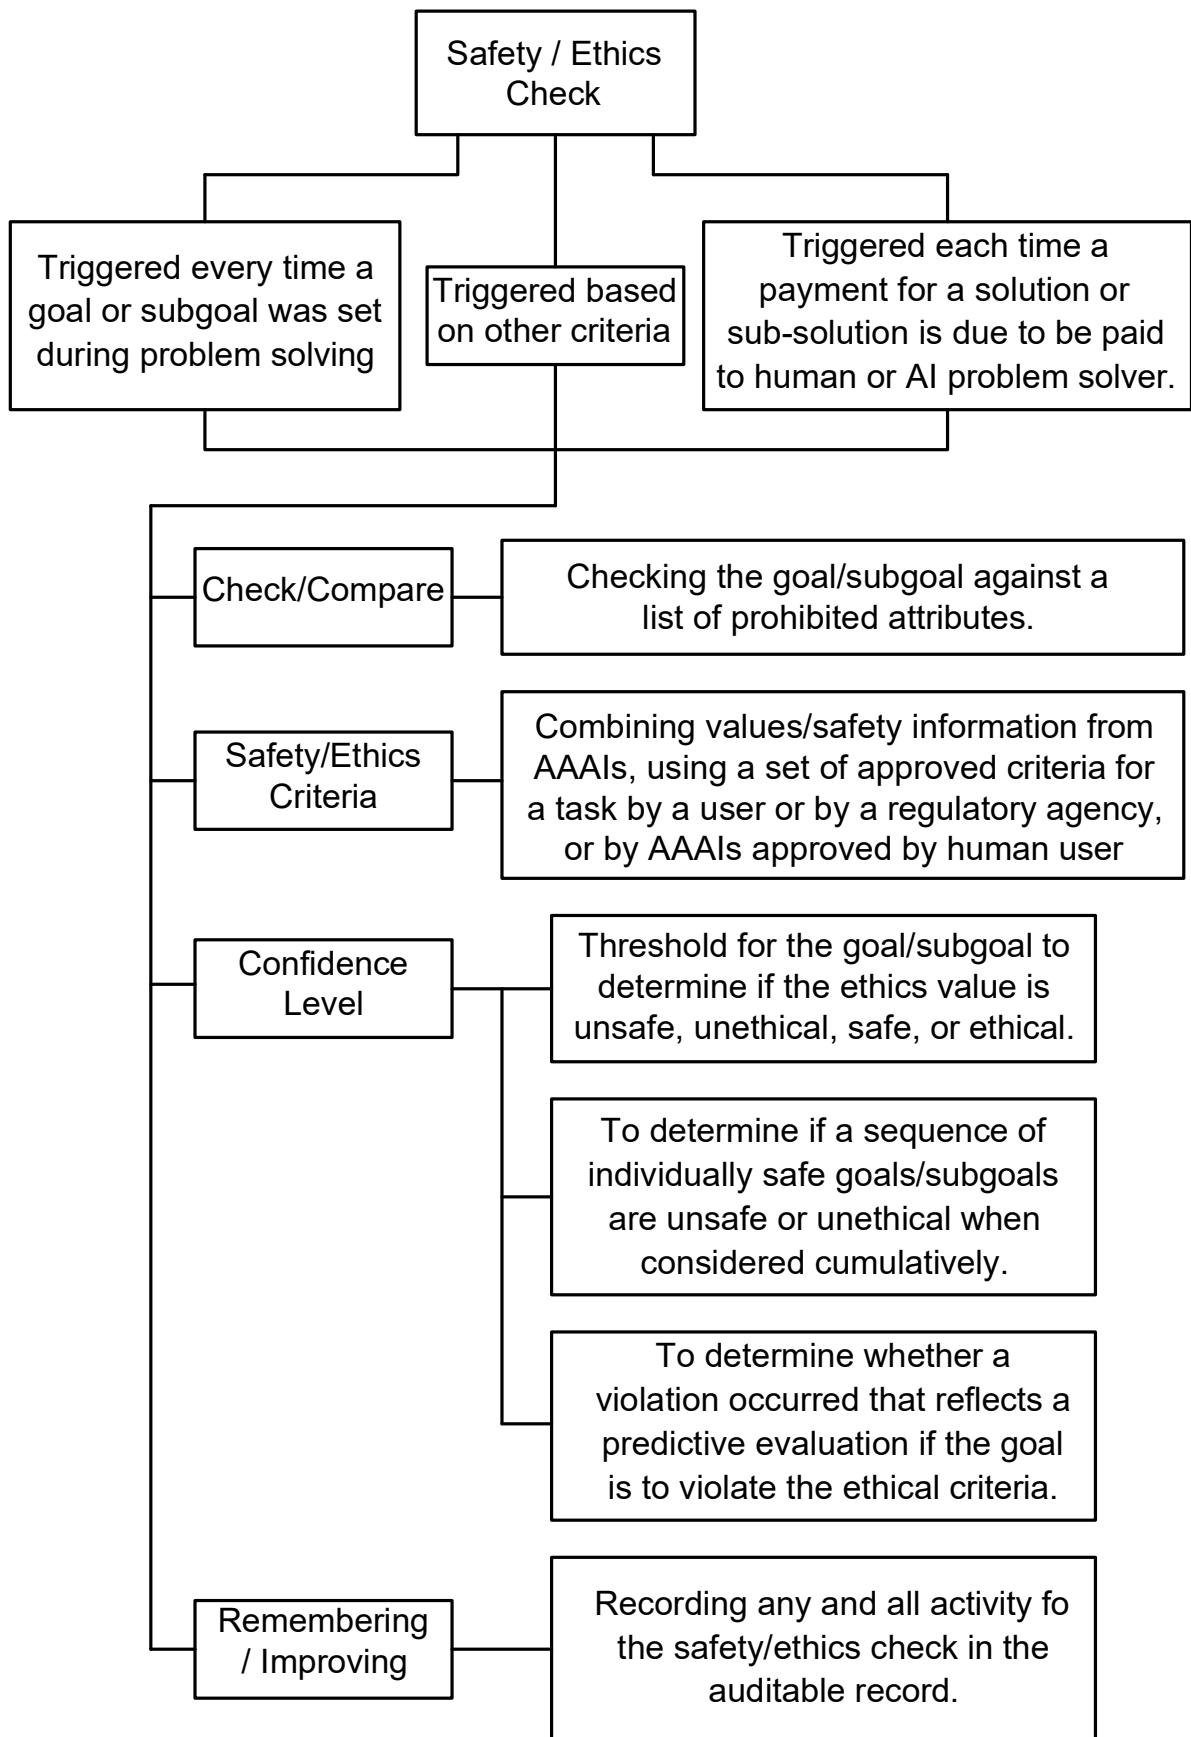 Safety / Ethics
Check
Triggered every time a
goal or subgoal was set
during problem solving
Triggered based
on other criteria
Triggered each time a
payment for a solution or
sub-solution is due to be paid
to human or AI problem solver.
Check/Compare
Checking the goal/subgoal against a
list of prohibited attributes.
Safety/Ethics
Criteria
Combining values/safety information from
AAAIs, using a set of approved criteria for
a task by a user or by a regulatory agency,
or by AAAIs approved by human user
Confidence
Level
Threshold for the goal/subgoal to
determine if the ethics value is
unsafe, unethical, safe, or ethical.
To determine if a sequence of
individually safe goals/subgoals
are unsafe or unethical when
considered cumulatively.
To determine whether a
violation occurred that reflects a
predictive evaluation if the goal
is to violate the ethical criteria.
Remembering
/ Improving
Recording any and all activity fo
the safety/ethics check in the
auditable record.